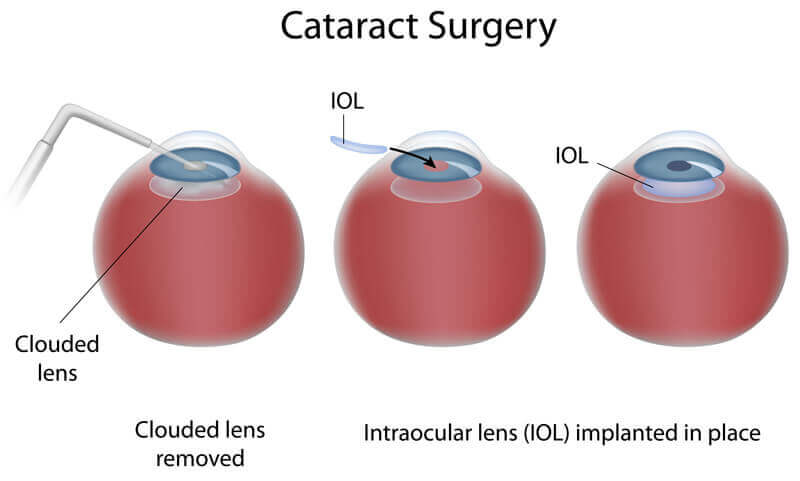 Cataract Surgery
IOL
IOL
Clouded
lens
Clouded lens
removed
Intraocular lens (IOL) implanted in place